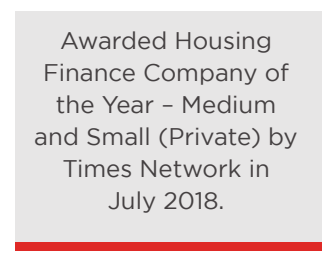 Awarded Housing
Finance Company of
the Year – Medium
and Small (Private) by
Times Network in
July 2018.